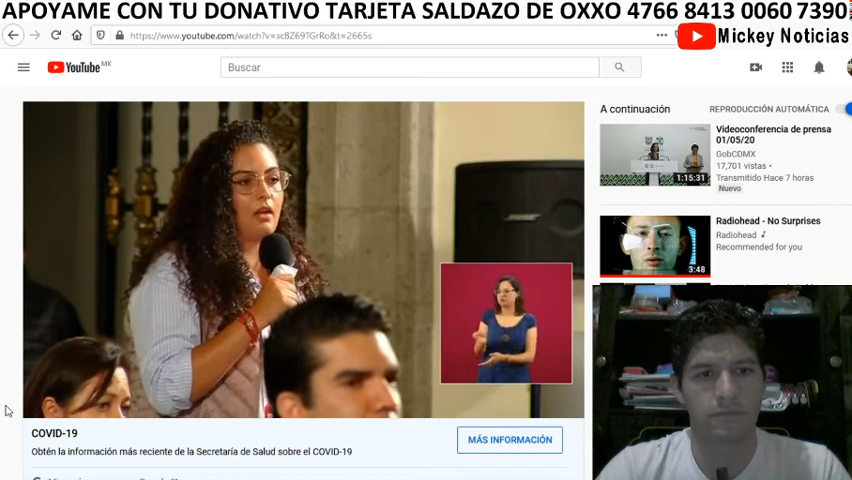 APOYAME CON TU DONATIVO TARJETA SALDAZO DE OXXO 4766 8413 0060 7390
Mickey Noticias
https://www.youtube.com/watch?v=xcBZ69TGrRo&t=2665s
YouTube MX
Buscar
A continuación
REPRODUCCIÓN AUTOMÁTICA
Videoconferencia de prensa
01/05/20
GobCDMX
17,701 vistas •
Transmitido Hace 7 horas
Nuevo
1:15:31
Radiohead - No Surprises
Radiohead
Recommended for you
3:48
COVID-19
Obtén la información más reciente de la Secretaría de Salud sobre el COVID-19
MÁS INFORMACIÓN